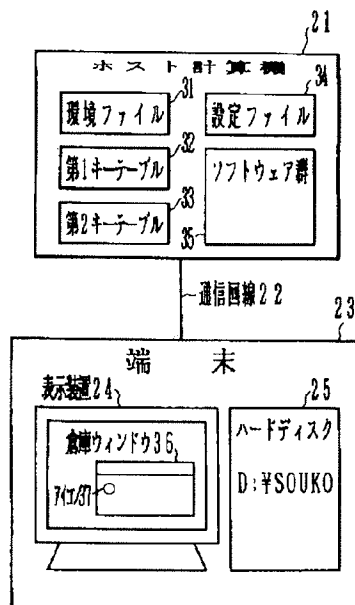 21
ホスト計算機
31
34
環境ファイル
設定ファイル
32
第1キーテーブル
ソフトウェア群
33
第2キーテーブル
35
通信回線22
23
端 末
表示装置24
25
倉庫ウィンドウ36
ハードディスク
アイコン37
D:¥SOUKO